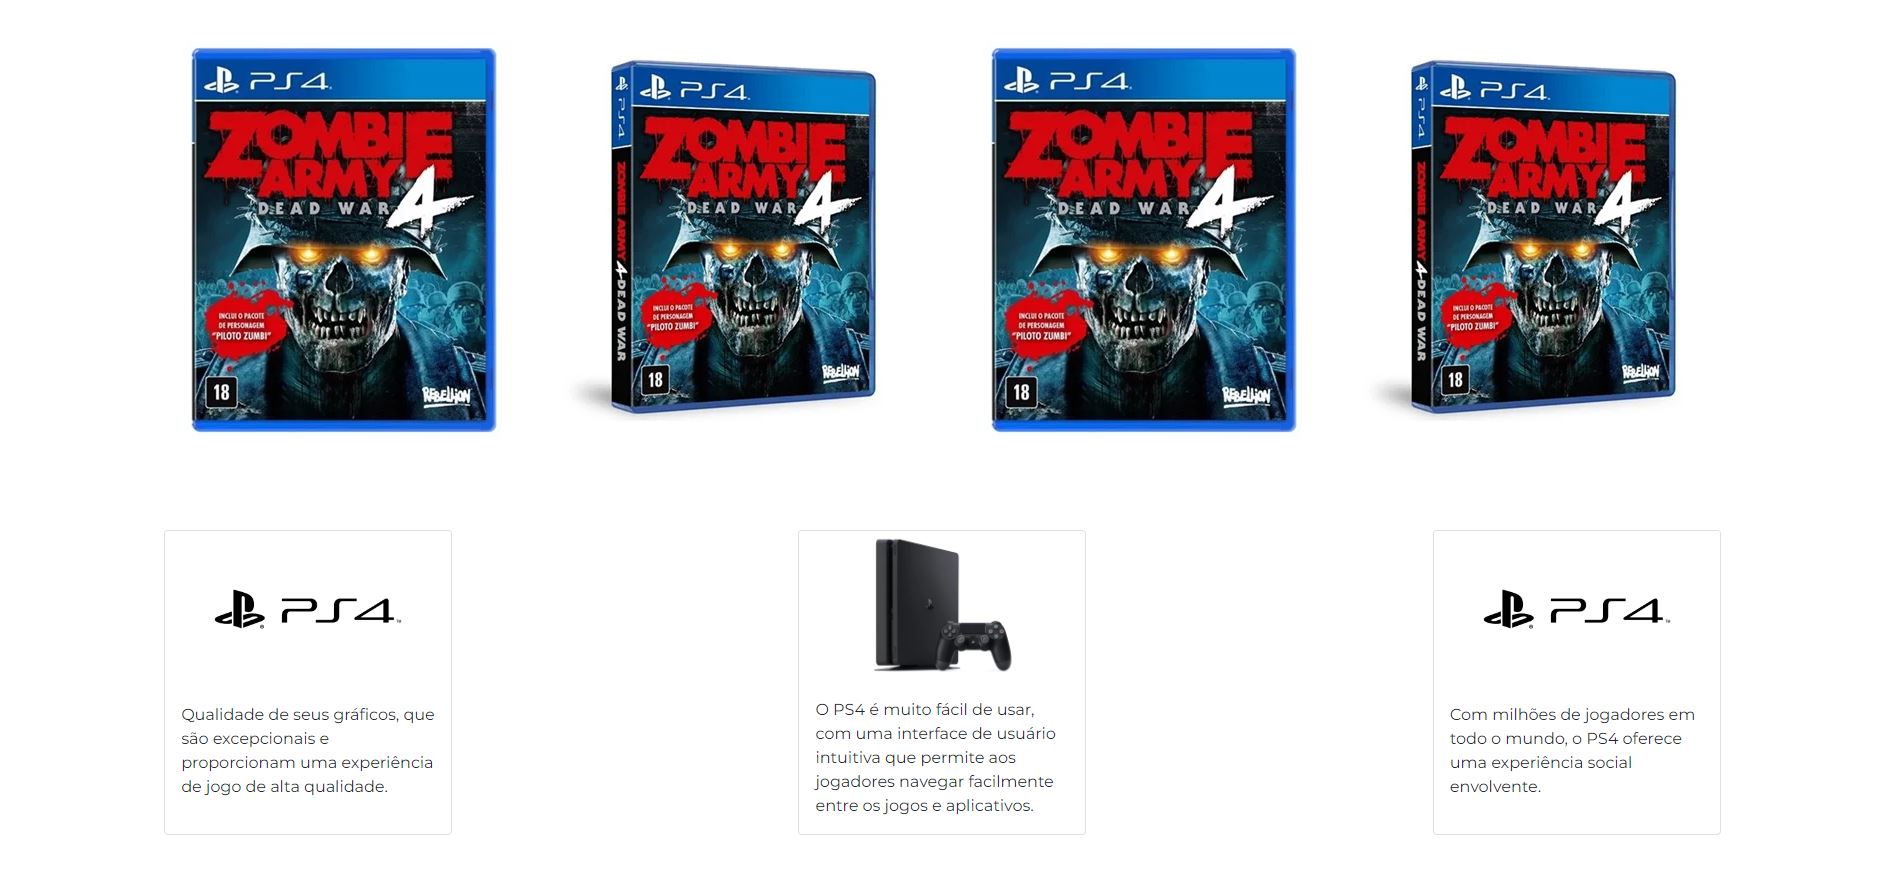 PS4
ZOMBIE
ARMY 4
DEAD WAR
INCLUI O PACOTE
DE PERSONAGEM
"PILOTO ZUMBI"
18
REBELLION
PS4
PS4
ZOMBIE ARMY 4 DEAD WAR
ZOMBIE
ARMY 4
DEAD WAR
INCLUI O PACOTE
DE PERSONAGEM
"PILOTO ZUMBI"
18
REBELLION
PS4
ZOMBIE
ARMY 4
DEAD WAR
INCLUI O PACOTE
DE PERSONAGEM
"PILOTO ZUMBI"
18
REBELLION
PS4
PS4
ZOMBIE ARMY 4 DEAD WAR
ZOMBIE
ARMY 4
DEAD WAR
INCLUI O PACOTE
DE PERSONAGEM
"PILOTO ZUMBI"
18
REBELLION
PS4
Qualidade de seus gráficos, que
são excepcionais e
proporcionam uma experiência
de jogo de alta qualidade.
O PS4 é muito fácil de usar,
com uma interface de usuário
intuitiva que permite aos
jogadores navegar facilmente
entre os jogos e aplicativos.
PS4
Com milhões de jogadores em
todo o mundo, o PS4 oferece
uma experiência social
envolvente.